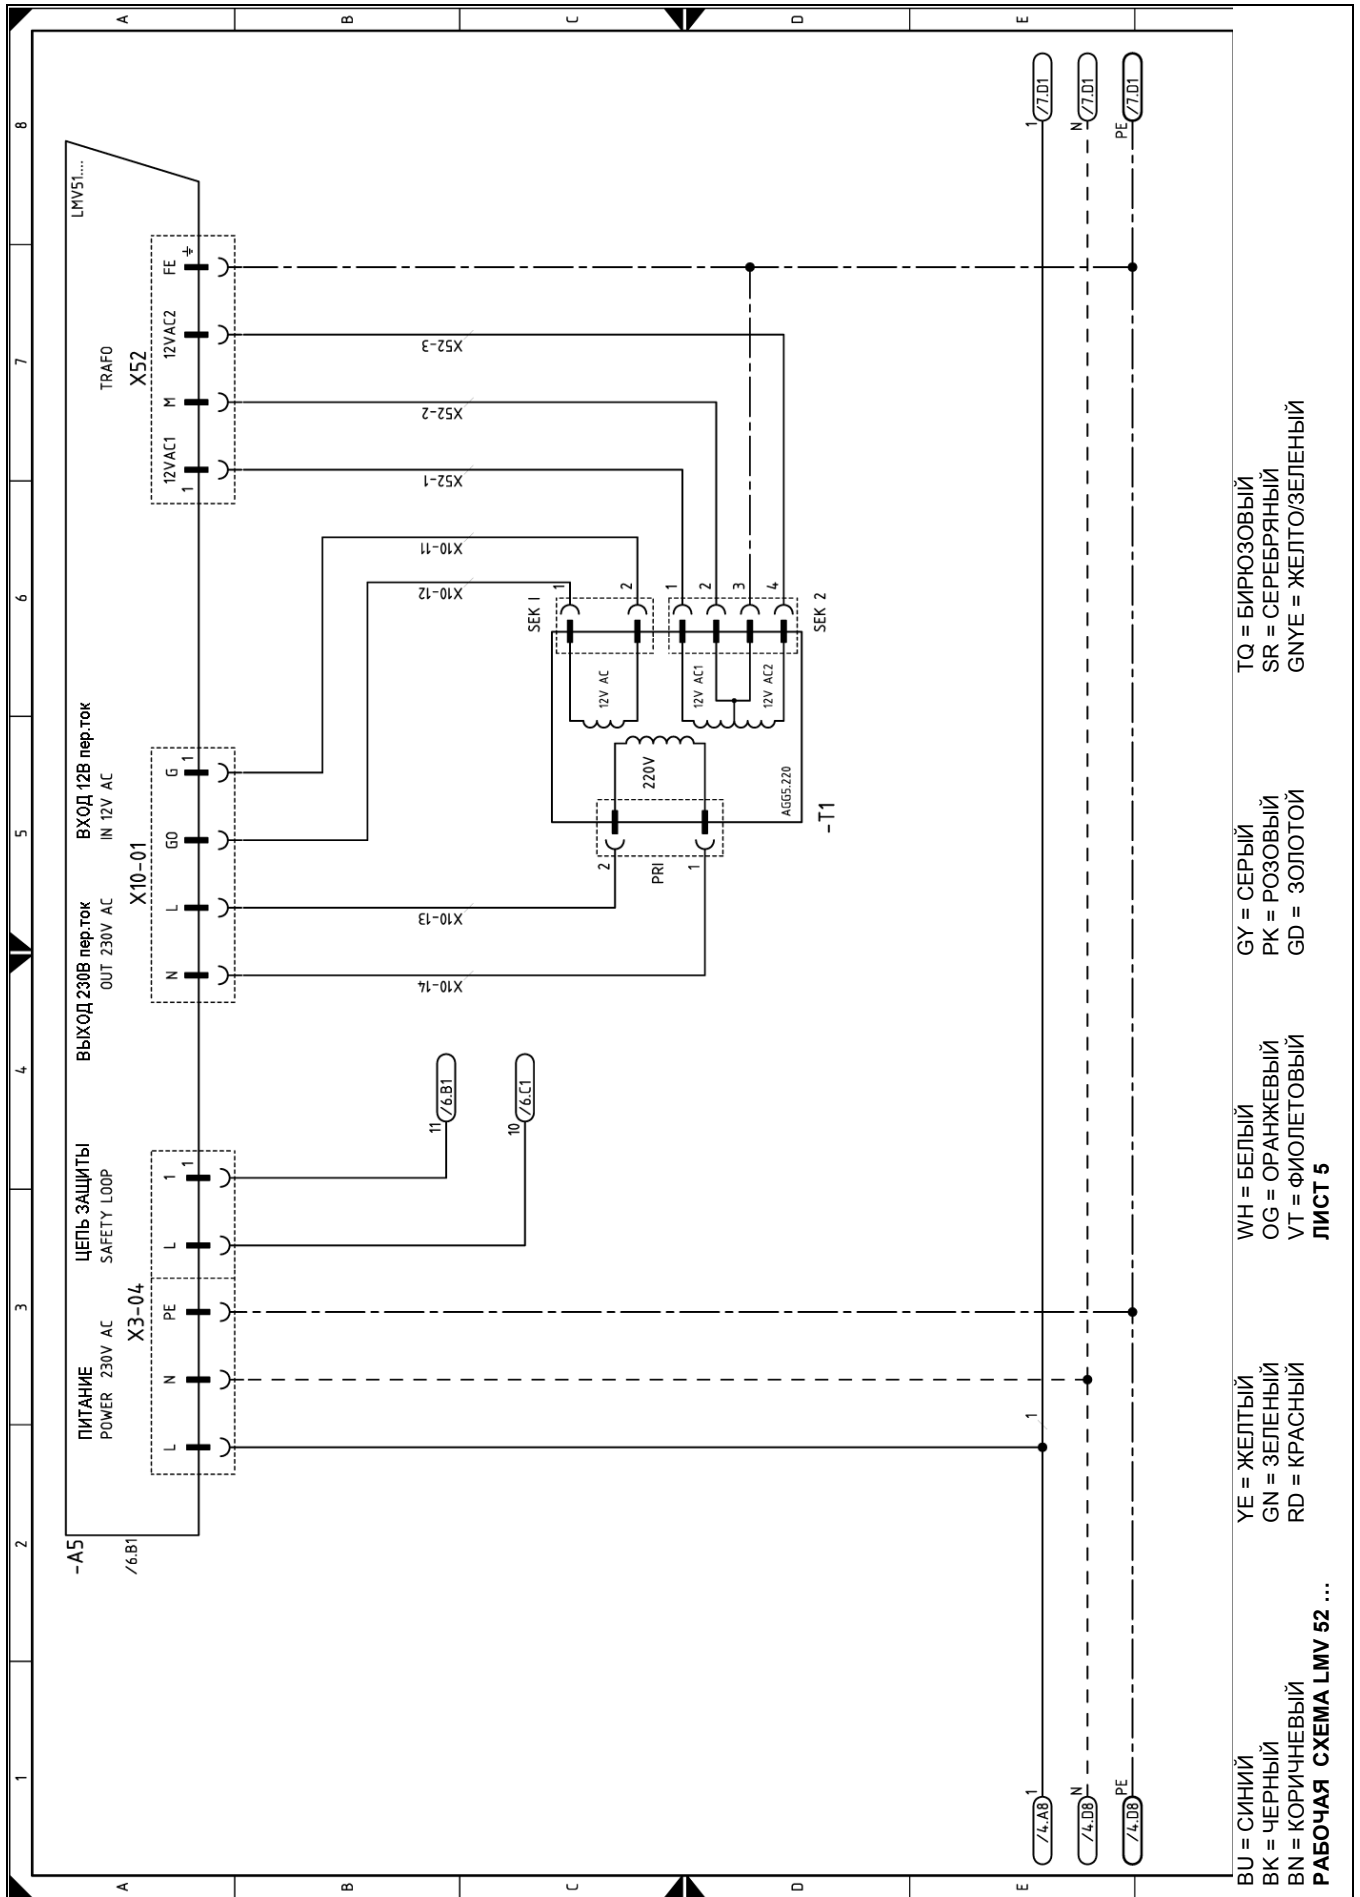 1 2 3 4 5 6 7 8
A
B
C
D
E
A
B
C
D
E
-A5
/6.B1
LMV51....
ПИТАНИЕ
POWER 230V AC
ЦЕПЬ ЗАЩИТЫ
SAFETY LOOP
ВЫХОД 230В пер.ток
OUT 230V AC
ВХОД 12В пер.ток
IN 12V AC
TRAFO
X3-04
X10-01
X52
L N PE L 1
1
N L GO G
1
12VAC1 M 12VAC2 FE
1
11
/6.B1
10
/6.C1
X10-14
X10-13
X10-12
X10-11
X52-1
X52-2
X52-3
SEK 1
1
2
12V AC
SEK 2
1
2
3
4
12V AC1
12V AC2
220V
PRI
2
1
AGG5.220
-T1
/4.A8 1 1 1 /7.D1
/4.D8 N N /7.D1
/4.D8 PE PE /7.D1
BU = СИНИЙ YE = ЖЕЛТЫЙ WH = БЕЛЫЙ GY = СЕРЫЙ TQ = БИРЮЗОВЫЙ
BK = ЧЕРНЫЙ GN = ЗЕЛЕНЫЙ OG = ОРАНЖЕВЫЙ PK = РОЗОВЫЙ SR = СЕРЕБРЯНЫЙ
BN = КОРИЧНЕВЫЙ RD = КРАСНЫЙ VT = ФИОЛЕТОВЫЙ GD = ЗОЛОТОЙ GNYE = ЖЕЛТО/ЗЕЛЕНЫЙ
РАБОЧАЯ СХЕМА LMV 52 ... ЛИСТ 5